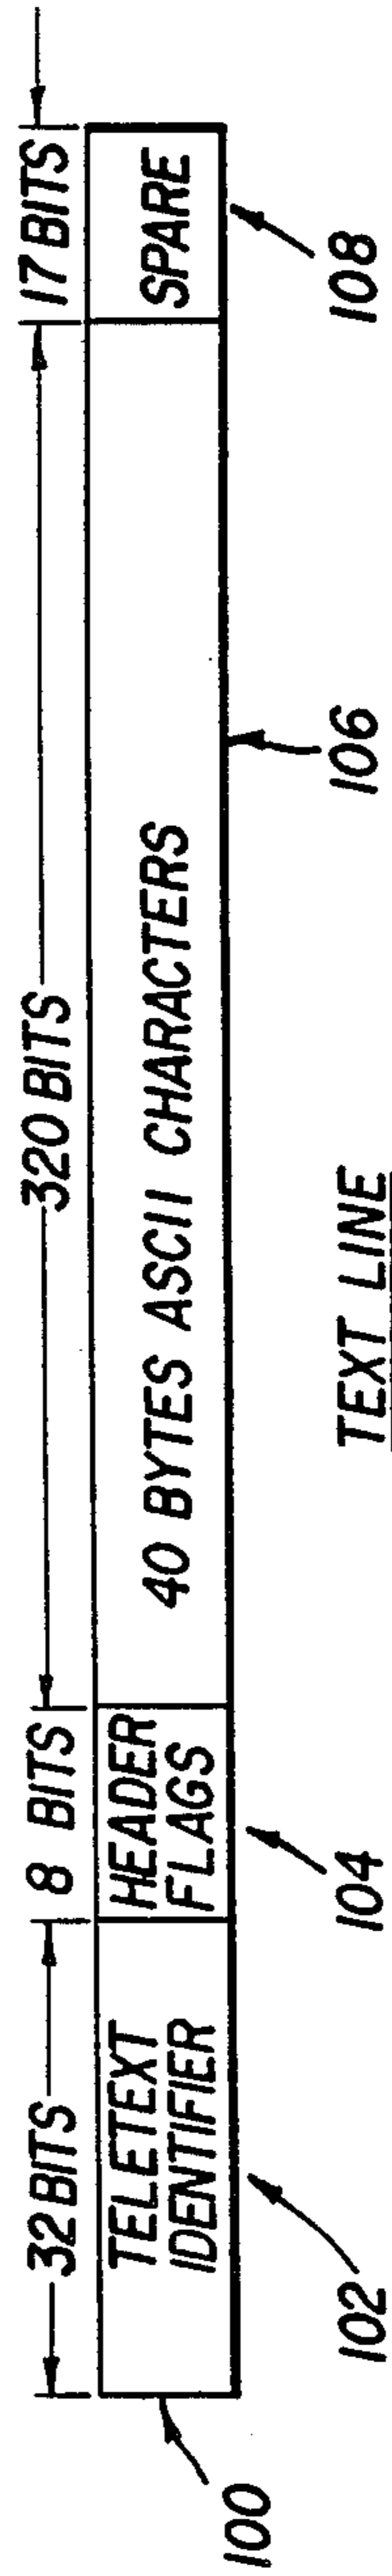 32 BITS
8 BITS
320 BITS
17 BITS
TELETEXT
IDENTIFIER
HEADER
FLAGS
40 BYTES ASCII CHARACTERS
SPARE
100
102
104
106
108
TEXT LINE